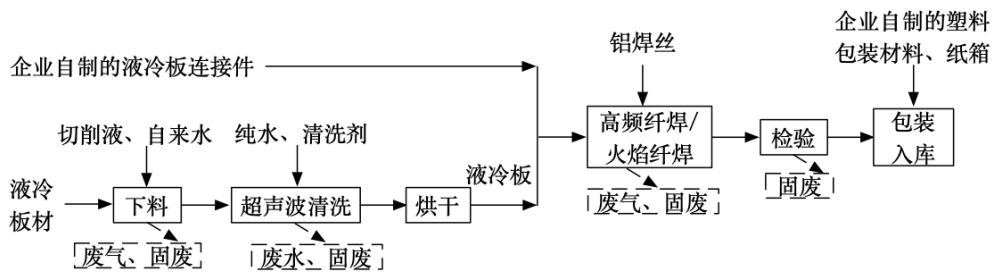 企业自制的塑料
包装材料、纸箱
铝焊丝
企业自制的液冷板连接件
切削液、自来水
纯水、清洗剂
高频纤焊/
火焰纤焊
检验
包装
入库
液冷板
固废
液冷
板材
下料
超声波清洗
烘干
废气、固废
废气、固废
废水、固废